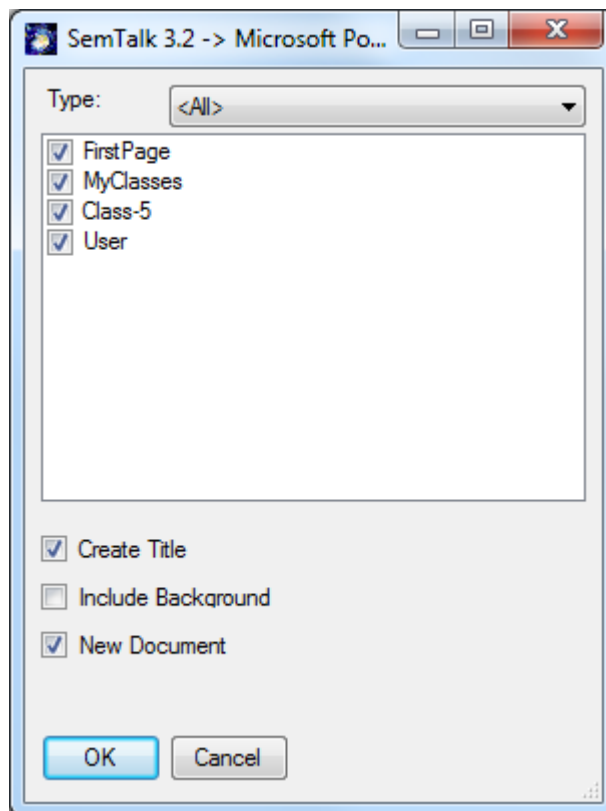 SemTalk 3.2 -> Microsoft Po...
Type: <All>
FirstPage
MyClasses
Class-5
User
Create Title
Include Background
New Document
OK Cancel